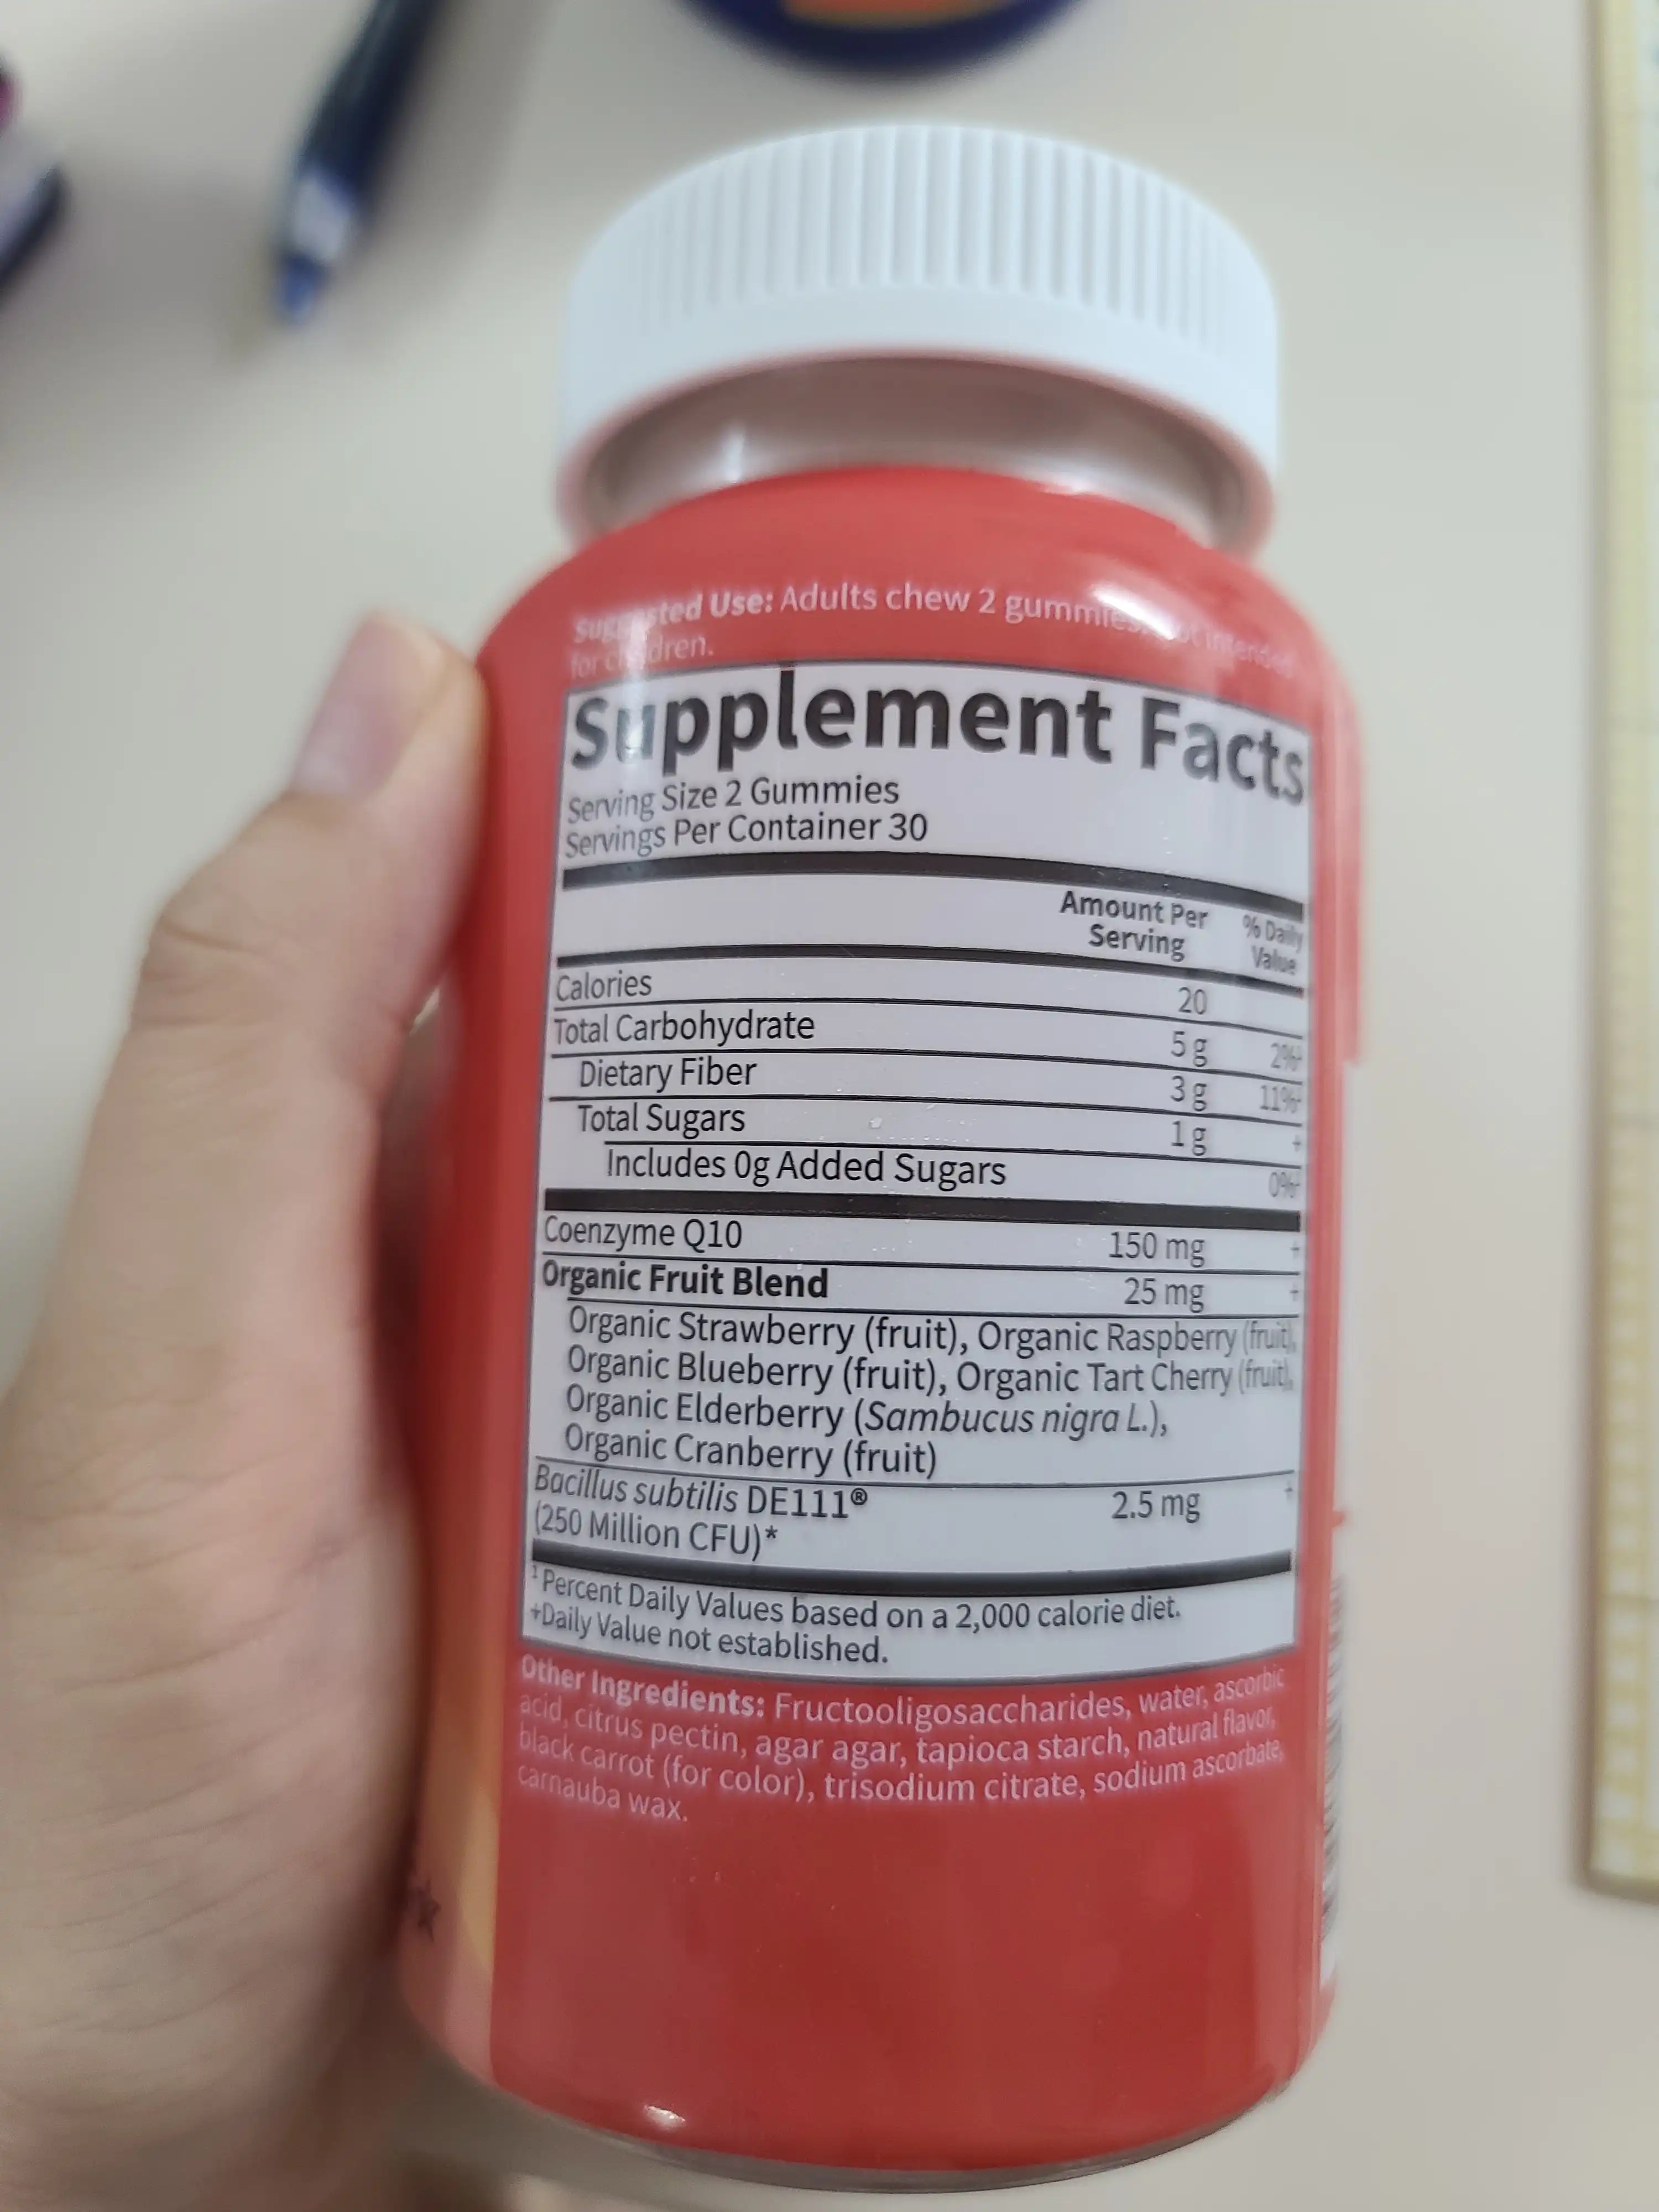 Suggested Use: Adults chew 2 gummies. Not intended
for children.
Supplement Facts
Serving Size 2 Gummies
Servings Per Container 30
Amount Per Serving % Daily Value
Calories 20
Total Carbohydrate 5 g 2%¹
Dietary Fiber 3 g 11%¹
Total Sugars 1 g +
Includes 0g Added Sugars 0%¹
Coenzyme Q10 150 mg +
Organic Fruit Blend 25 mg +
Organic Strawberry (fruit), Organic Raspberry (fruit),
Organic Blueberry (fruit), Organic Tart Cherry (fruit),
Organic Elderberry (Sambucus nigra L.),
Organic Cranberry (fruit)
Bacillus subtilis DE111® 2.5 mg +
(250 Million CFU)*
¹ Percent Daily Values based on a 2,000 calorie diet.
+Daily Value not established.
Other Ingredients: Fructooligosaccharides, water, ascorbic
acid, citrus pectin, agar agar, tapioca starch, natural flavor,
black carrot (for color), trisodium citrate, sodium ascorbate,
carnauba wax.